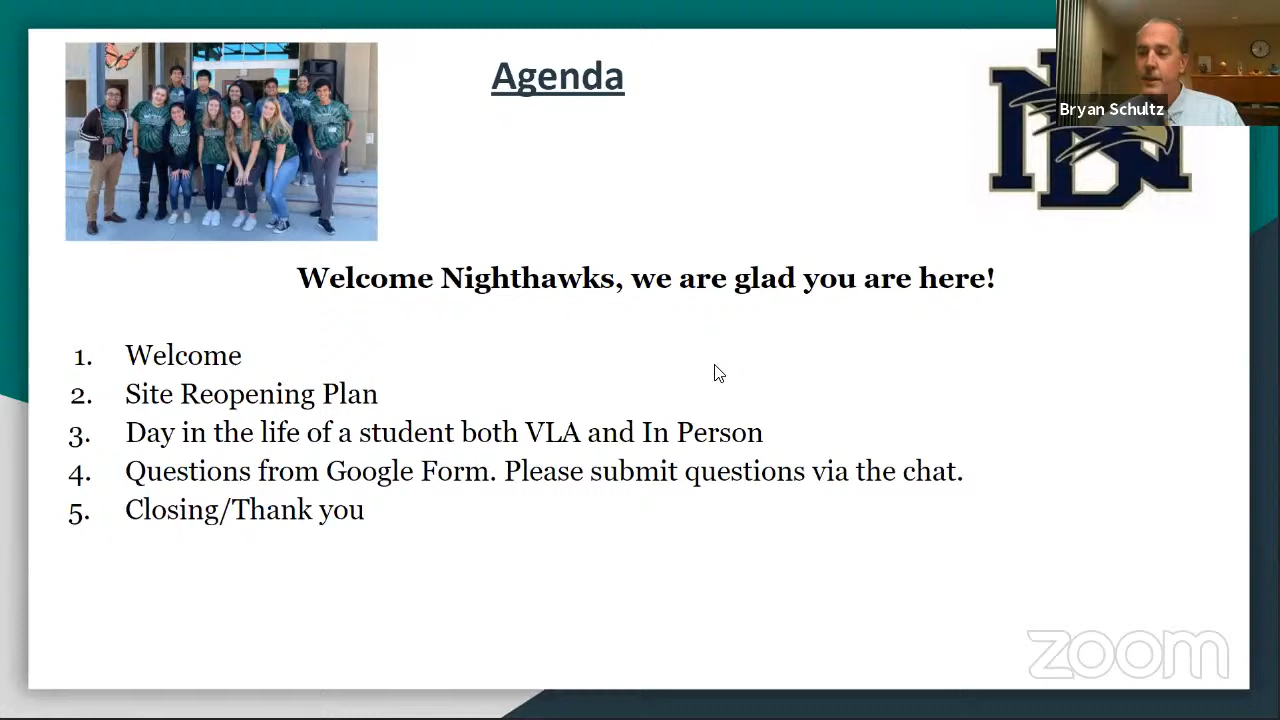 Agenda
Bryan Schultz
DN
Welcome Nighthawks, we are glad you are here!
1. Welcome
2. Site Reopening Plan
3. Day in the life of a student both VLA and In Person
4. Questions from Google Form. Please submit questions via the chat.
5. Closing/Thank you
zoom